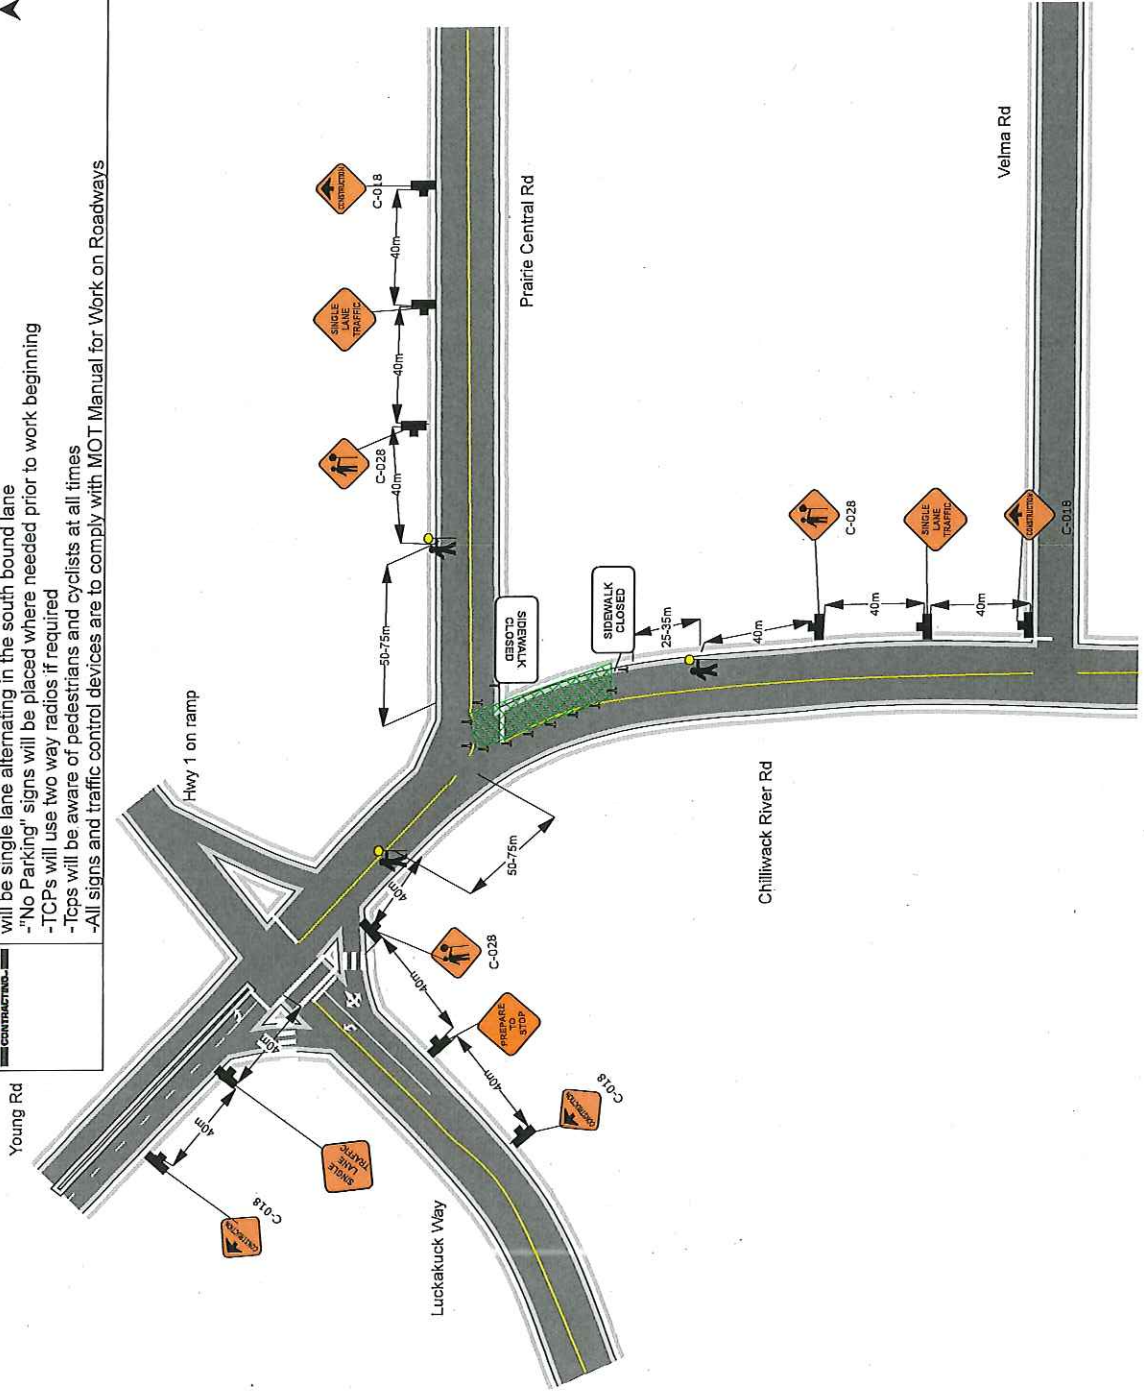 CONTRACTING
will be single lane alternating in the south bound lane
-"No Parking" signs will be placed where needed prior to work beginning
-TCPs will use two way radios if required
-Tcps will be aware of pedestrians and cyclists at all times
-All signs and traffic control devices are to comply with MOT Manual for Work on Roadways
Young Rd
Hwy 1 on ramp
CONSTRUCTION
C-018
40m
SINGLE
LANE
TRAFFIC
40m
C-028
40m
50-75m
Prairie Central Rd
Velma Rd
SIDEWALK
CLOSED
SIDEWALK
CLOSED
25-35m
40m
C-028
40m
SINGLE
LANE
TRAFFIC
40m
CONSTRUCTION
C-018
Chilliwack River Rd
50-75m
40m
C-028
40m
PREPARE
TO
STOP
40m
CONSTRUCTION
C-018
40m
SINGLE
LANE
TRAFFIC
40m
CONSTRUCTION
C-018
Luckakuck Way